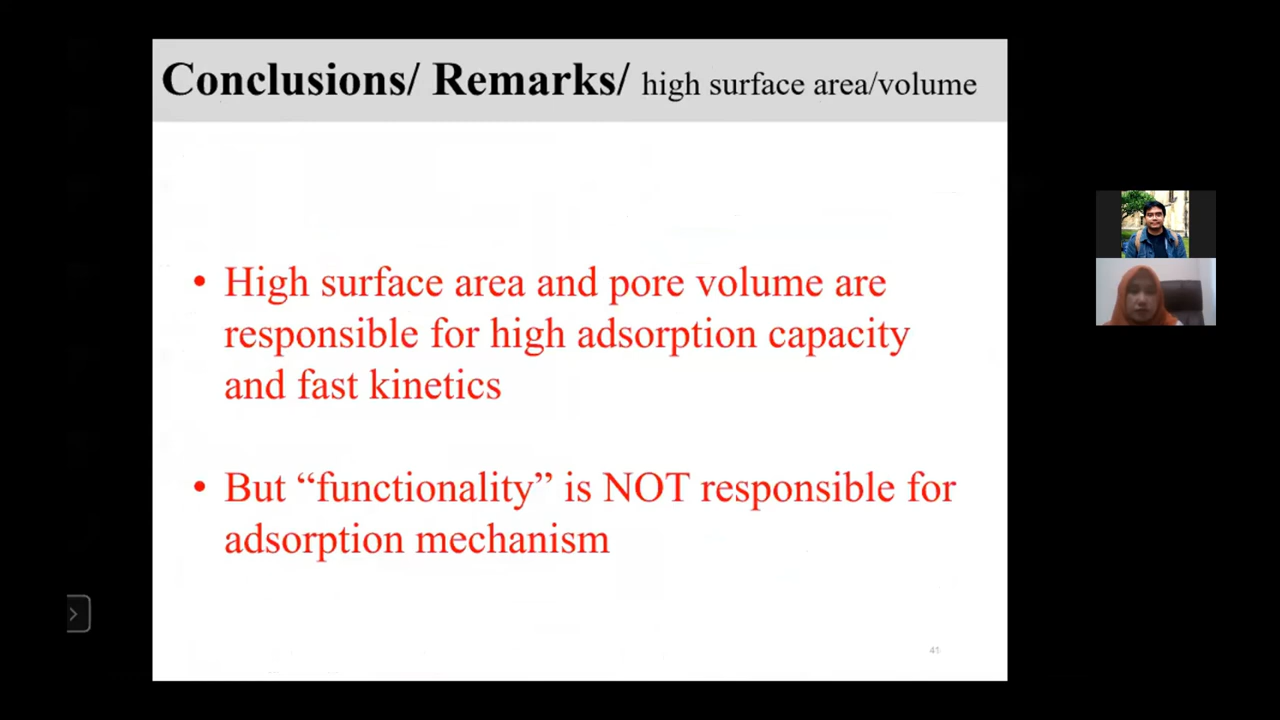 Conclusions/ Remarks/ high surface area/volume
• High surface area and pore volume are
responsible for high adsorption capacity
and fast kinetics
• But “functionality” is NOT responsible for
adsorption mechanism
41